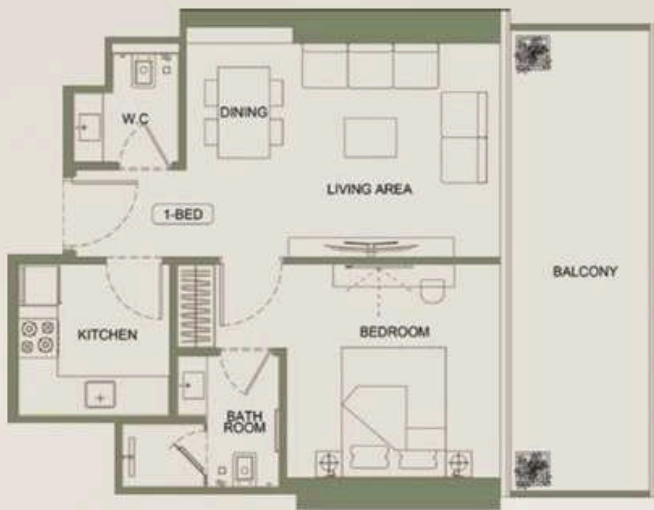 W.C
DINING
LIVING AREA
1-BED
BALCONY
KITCHEN
BEDROOM
BATH
ROOM